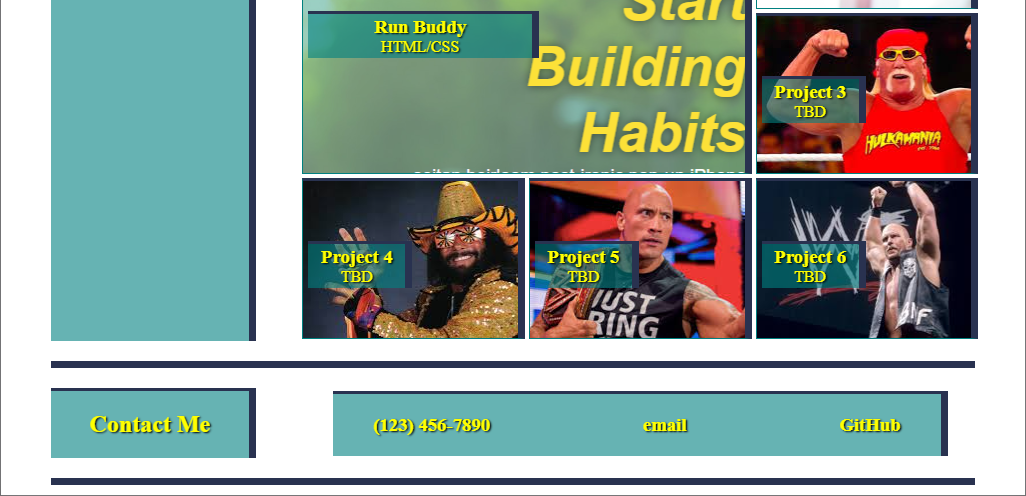 Start
Run Buddy
HTML/CSS
Building
Habits
Project 3
TBD
HULKAMANIA
Project 4
TBD
Project 5
TBD
JUST
BRING
Project 6
TBD
Contact Me
(123) 456-7890
email
GitHub